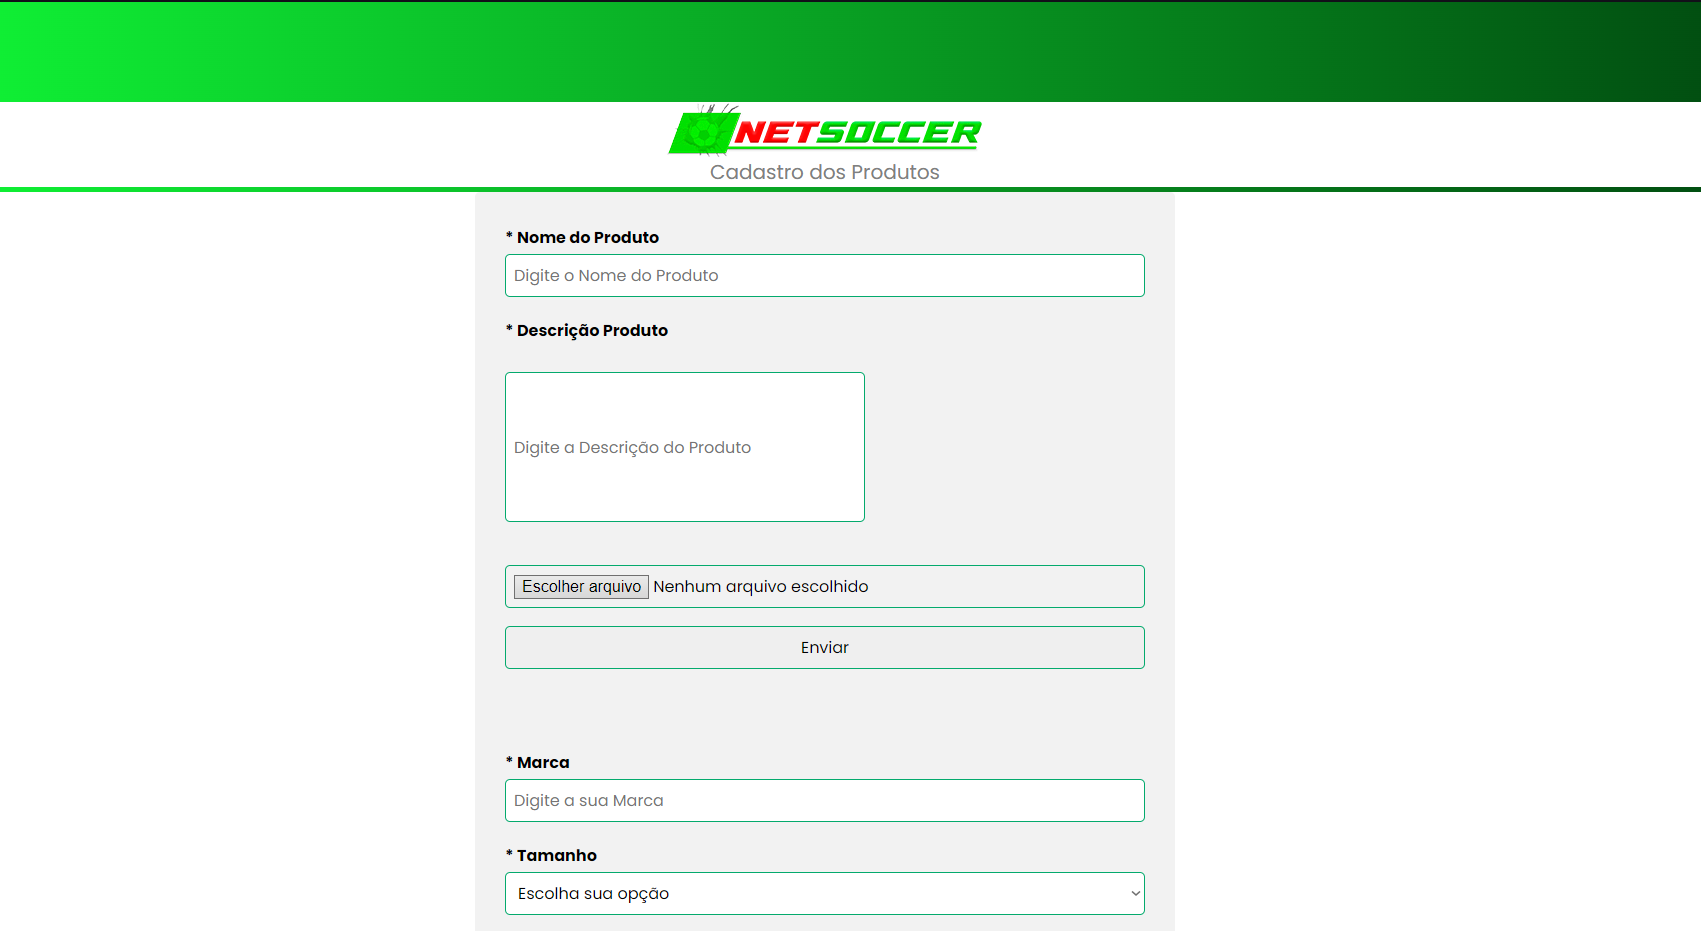 NETSOCCER
Cadastro dos Produtos
* Nome do Produto
Digite o Nome do Produto
* Descrição Produto
Digite a Descrição do Produto
Escolher arquivo Nenhum arquivo escolhido
Enviar
* Marca
Digite a sua Marca
* Tamanho
Escolha sua opção